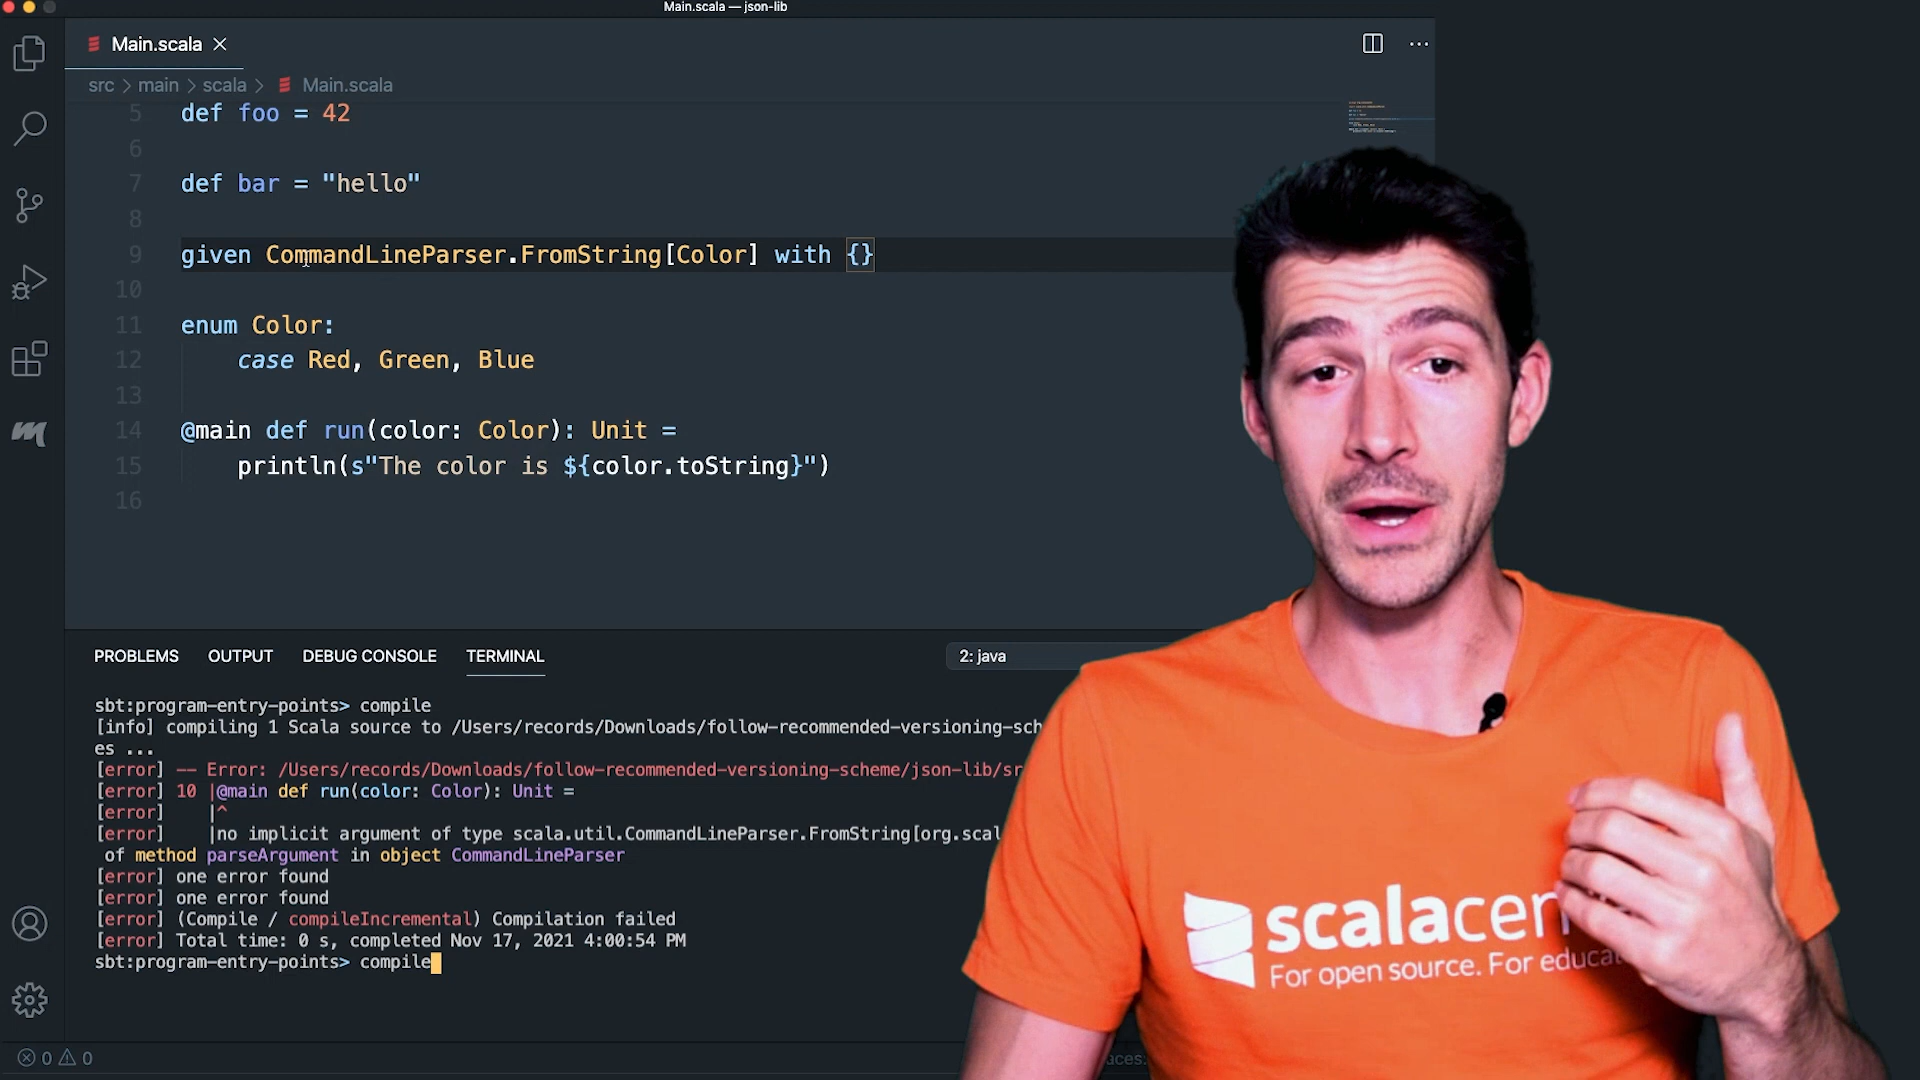 Main.scala — json-lib
Main.scala
src > main > scala > Main.scala
5 def foo = 42
6
7 def bar = "hello"
8
9 given CommandLineParser.FromString[Color] with {}
10
11 enum Color:
12 case Red, Green, Blue
13
14 @main def run(color: Color): Unit =
15 println(s"The color is ${color.toString}")
16
PROBLEMS OUTPUT DEBUG CONSOLE TERMINAL 2: java
sbt:program-entry-points> compile
[info] compiling 1 Scala source to /Users/records/Downloads/follow-recommended-versioning-sch
es ...
[error] -- Error: /Users/records/Downloads/follow-recommended-versioning-scheme/json-lib/sr
[error] 10 |@main def run(color: Color): Unit =
[error] |^
[error] |no implicit argument of type scala.util.CommandLineParser.FromString[org.scal
of method parseArgument in object CommandLineParser
[error] one error found
[error] one error found
[error] (Compile / compileIncremental) Compilation failed
[error] Total time: 0 s, completed Nov 17, 2021 4:00:54 PM
sbt:program-entry-points> compile
0 0
scalacen
For open source. For educa